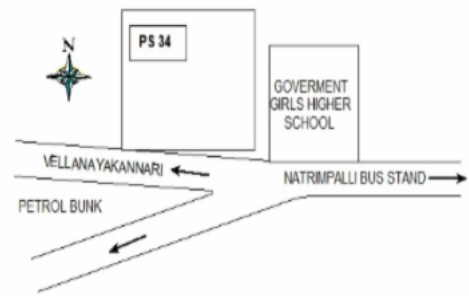 N
PS 34
GOVERMENT
GIRLS HIGHER
SCHOOL
VELLANAYAKANNARI
NATRIMPALLI BUS STAND
PETROL BUNK